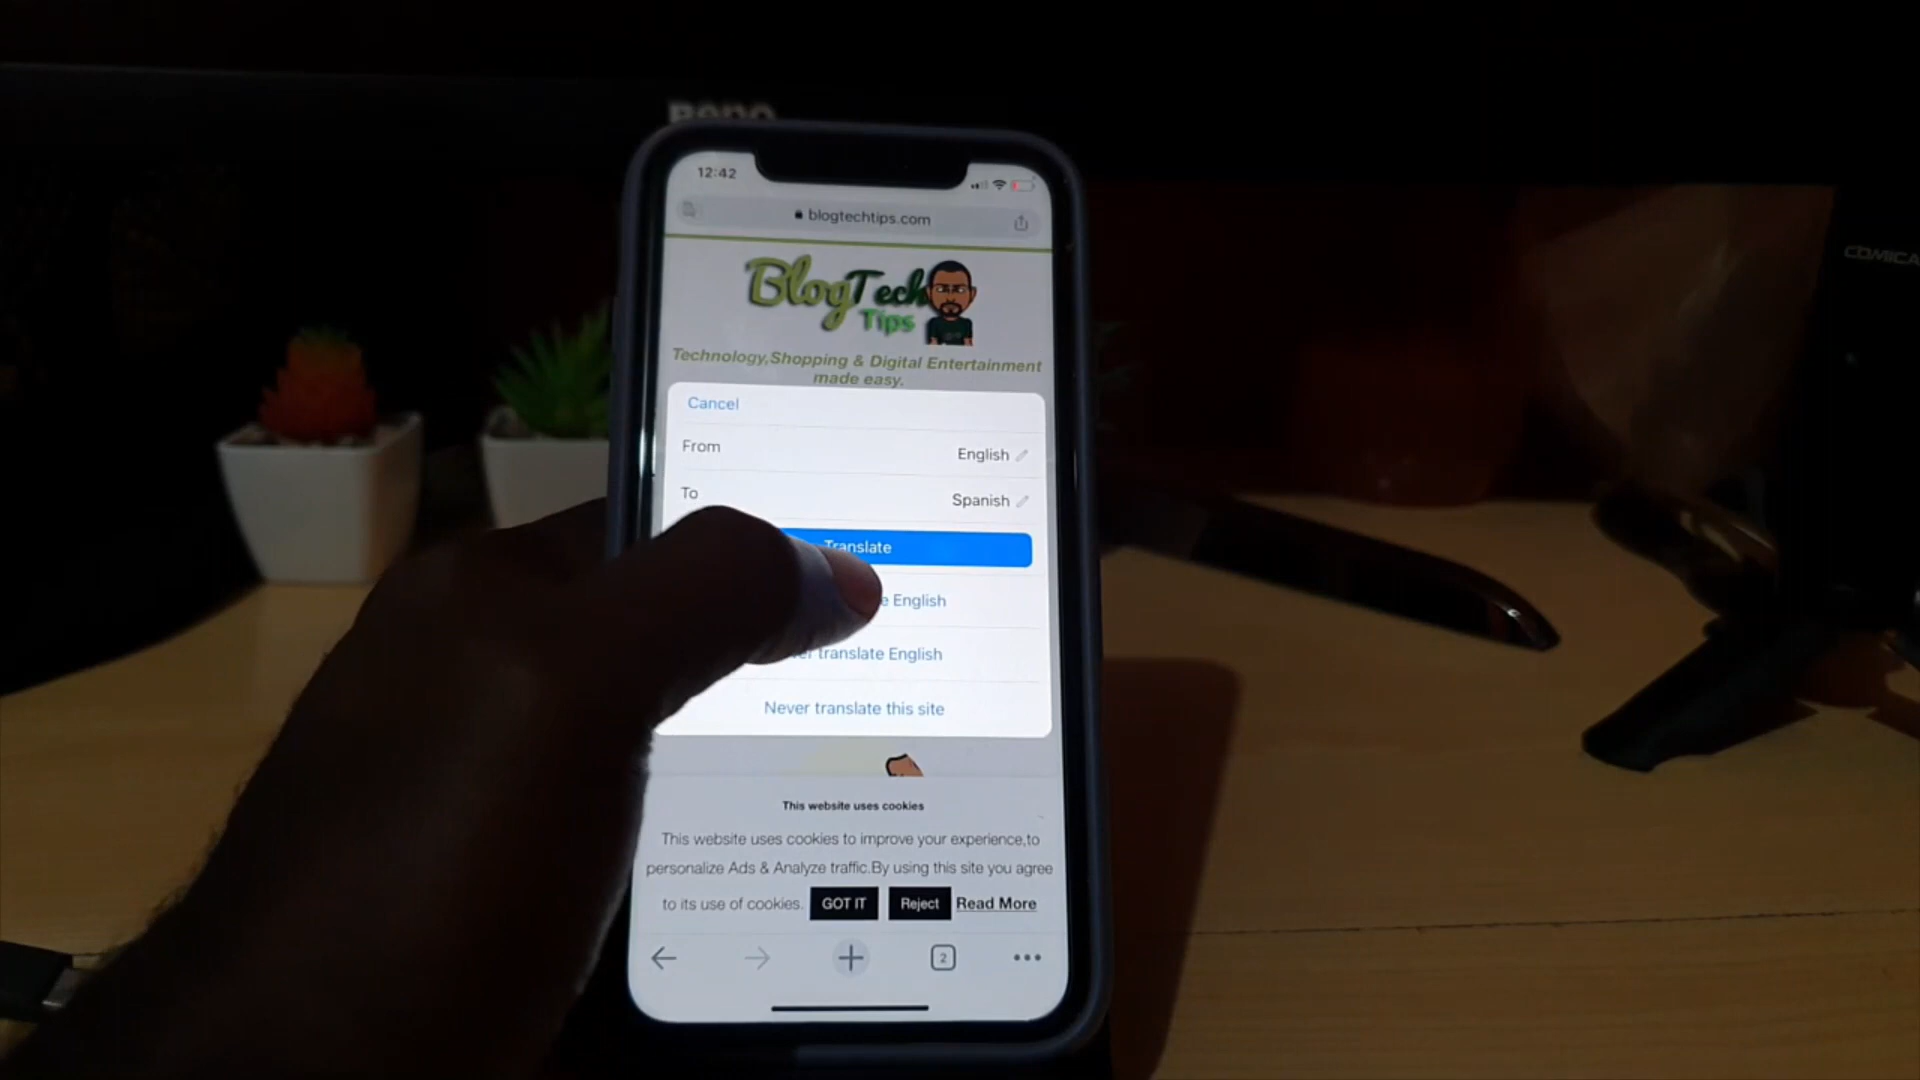 BenQ
12:42
blogtechtips.com
BlogTech
Tips
Technology,Shopping & Digital Entertainment
made easy.
Cancel
From English
To Spanish
Translate
English
translate English
Never translate this site
This website uses cookies
This website uses cookies to improve your experience,to
personalize Ads & Analyze traffic.By using this site you agree
to its use of cookies. GOT IT Reject Read More
2
COMICA